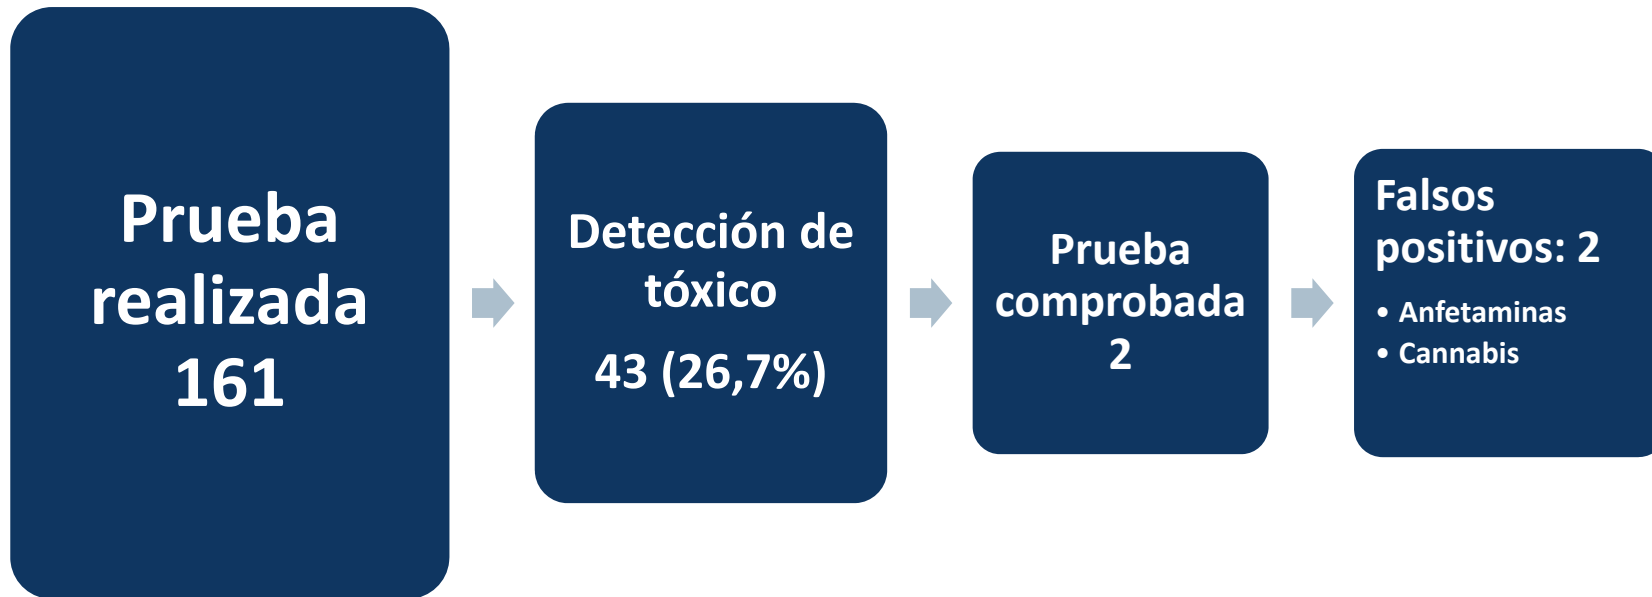 Prueba
realizada
161
Detección de
tóxico
43 (26,7%)
Prueba
comprobada
2
Falsos
positivos: 2
• Anfetaminas
• Cannabis